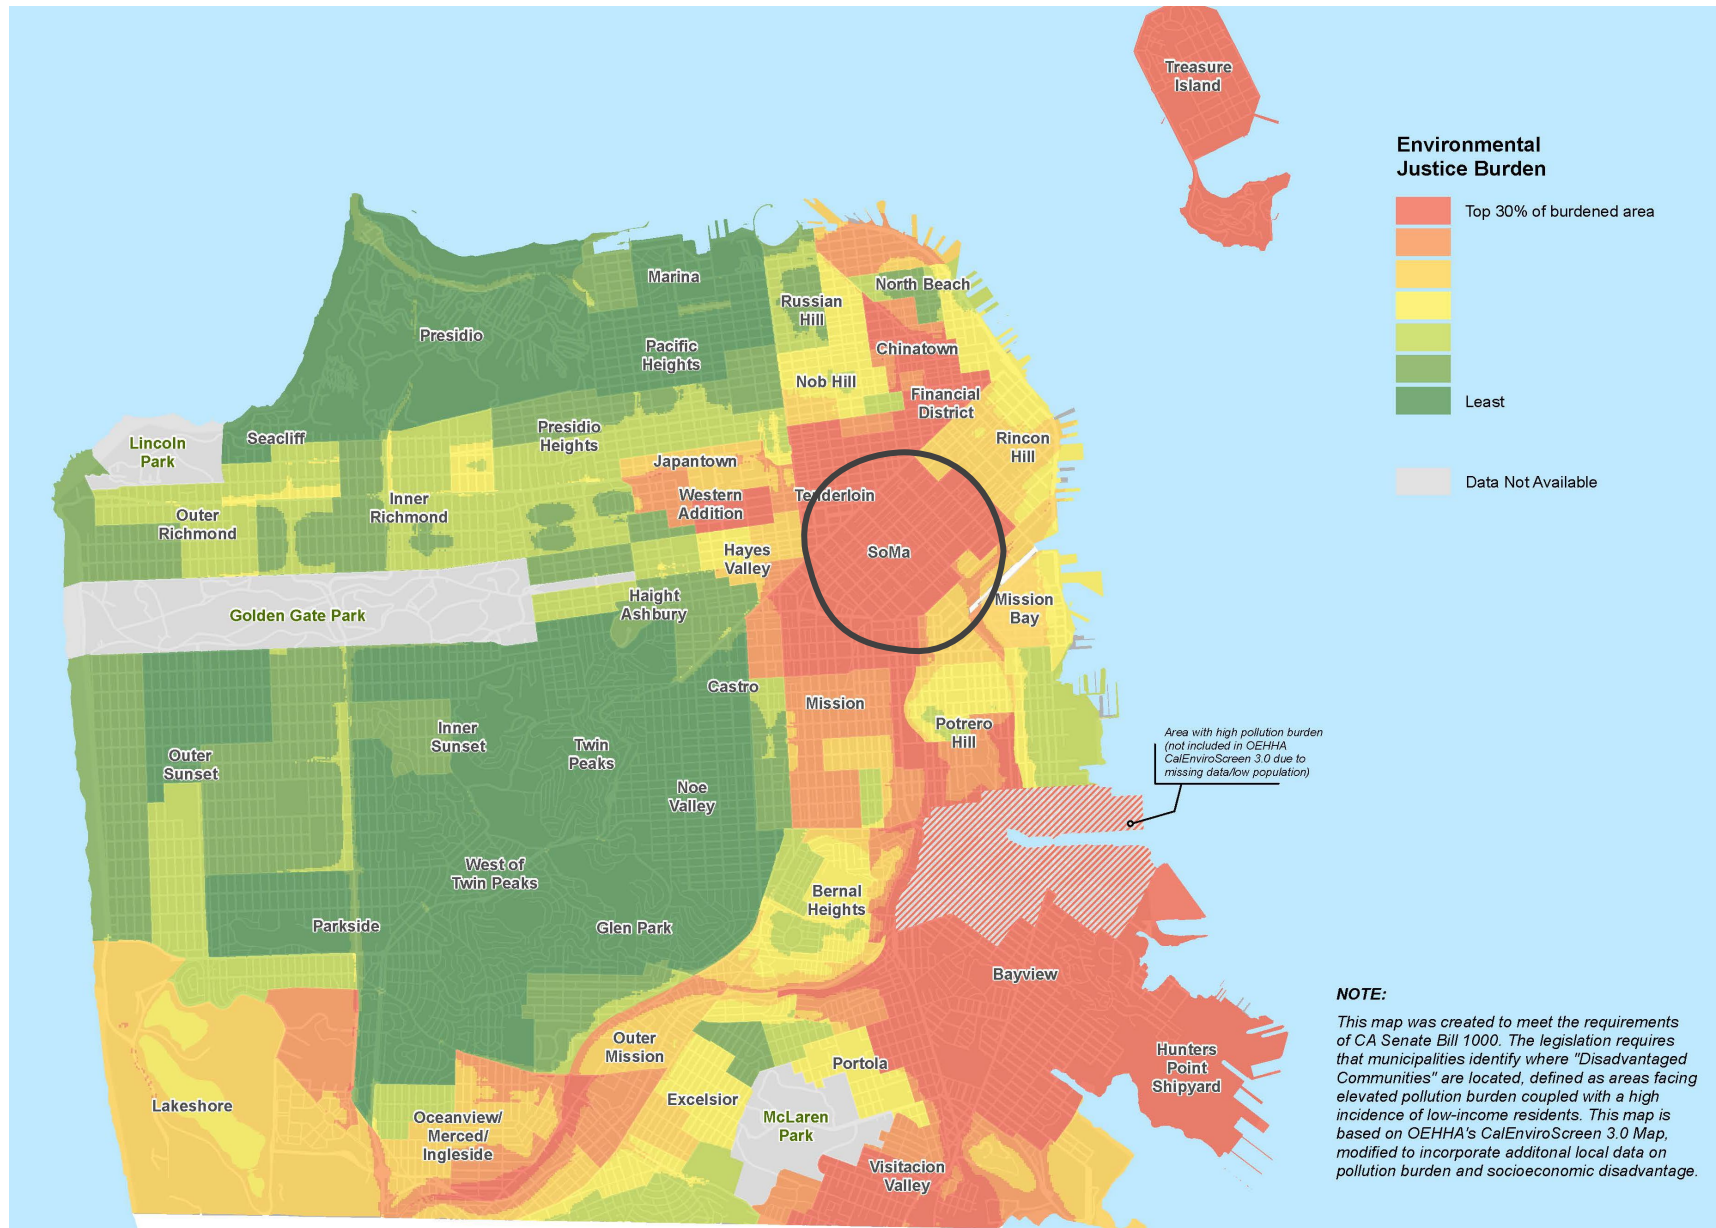 Treasure
Island
Environmental
Justice Burden
Top 30% of burdened area
Least
Data Not Available
Marina
North Beach
Russian
Hill
Presidio
Pacific
Heights
Chinatown
Nob Hill
Financial
District
Lincoln
Park
Seacliff
Presidio
Heights
Rincon
Hill
Japantown
Outer
Richmond
Inner
Richmond
Western
Addition
Tenderloin
Hayes
Valley
SoMa
Golden Gate Park
Haight
Ashbury
Mission
Bay
Castro
Mission
Outer
Sunset
Inner
Sunset
Twin
Peaks
Potrero
Hill
Noe
Valley
Area with high pollution burden
(not included in OEHHA
CalEnviroScreen 3.0 due to
missing data/low population)
West of
Twin Peaks
Bernal
Heights
Parkside
Glen Park
Bayview
Outer
Mission
Portola
Hunters
Point
Shipyard
Lakeshore
Oceanview/
Merced/
Ingleside
Excelsior
McLaren
Park
Visitacion
Valley
NOTE:
This map was created to meet the requirements
of CA Senate Bill 1000. The legislation requires
that municipalities identify where "Disadvantaged
Communities" are located, defined as areas facing
elevated pollution burden coupled with a high
incidence of low-income residents. This map is
based on OEHHA's CalEnviroScreen 3.0 Map,
modified to incorporate additonal local data on
pollution burden and socioeconomic disadvantage.